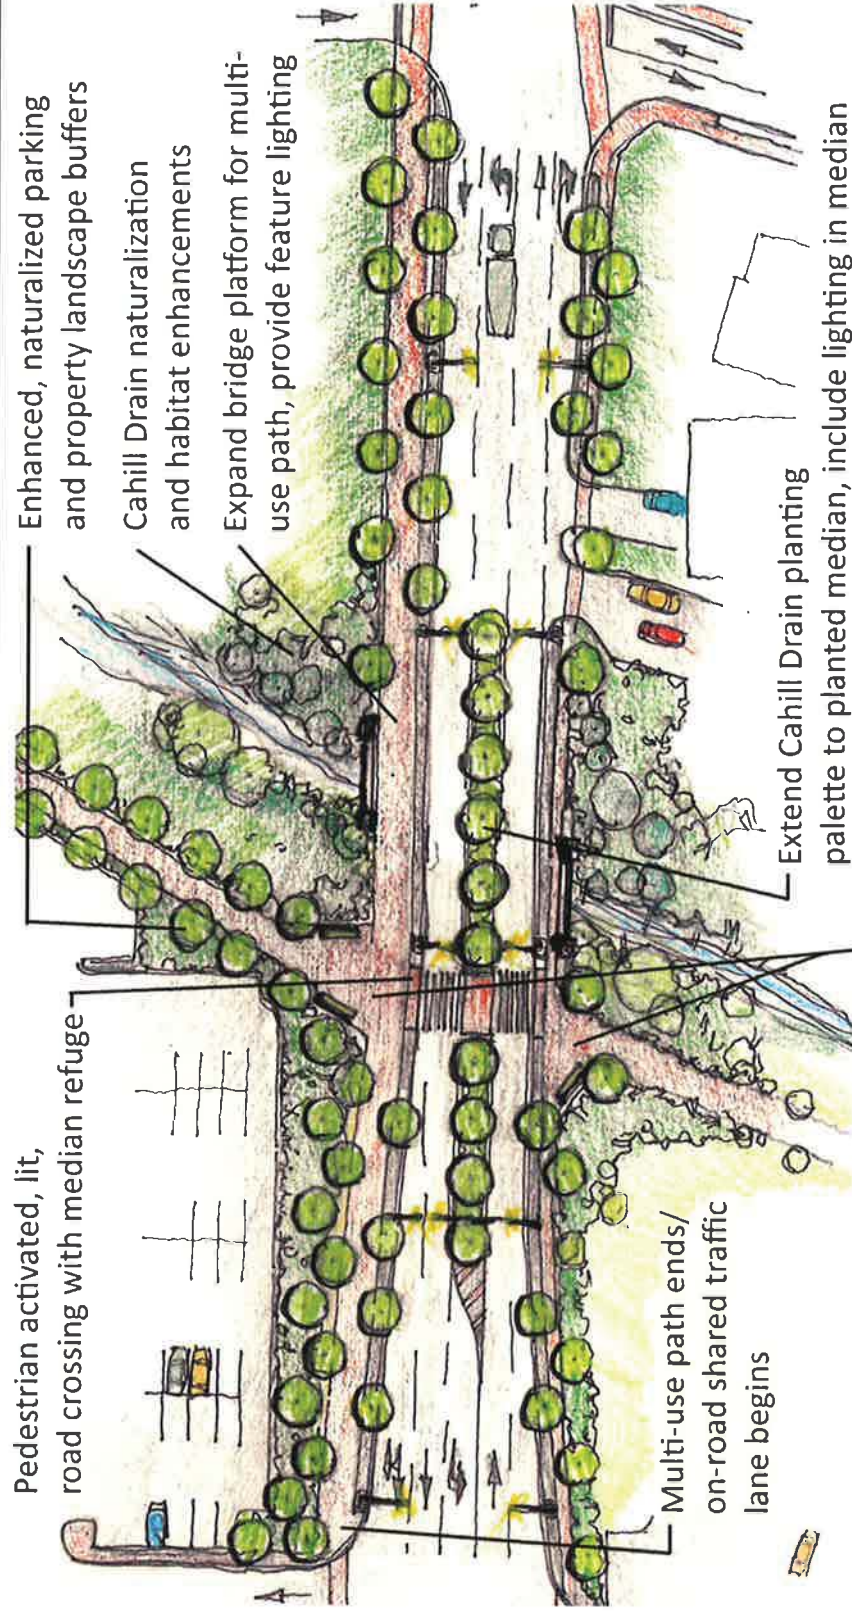 Enhanced, naturalized parking
and property landscape buffers
Cahill Drain naturalization
and habitat enhancements
Expand bridge platform for multi-
use path, provide feature lighting
Pedestrian activated, lit,
road crossing with median refuge
Extend Cahill Drain planting
palette to planted median, include lighting in median
Multi-use path ends/
on-road shared traffic
lane begins